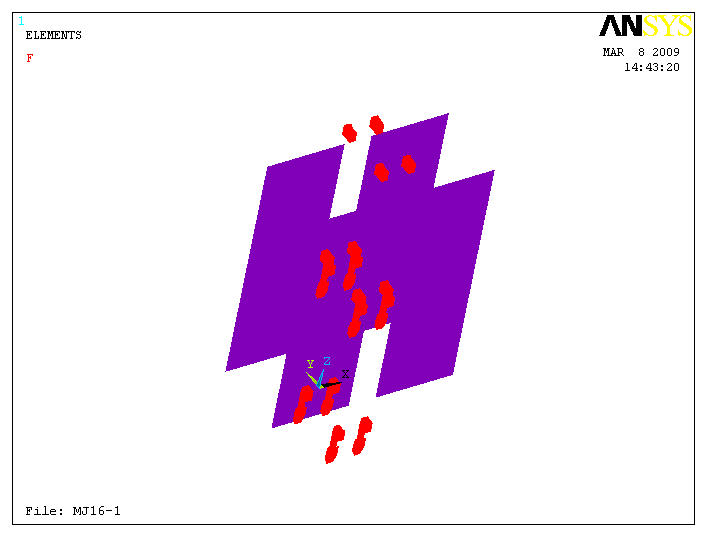 1
ELEMENTS
F
ANSYS
MAR  8 2009
14:43:20
Y Z
X
File: MJ16-1